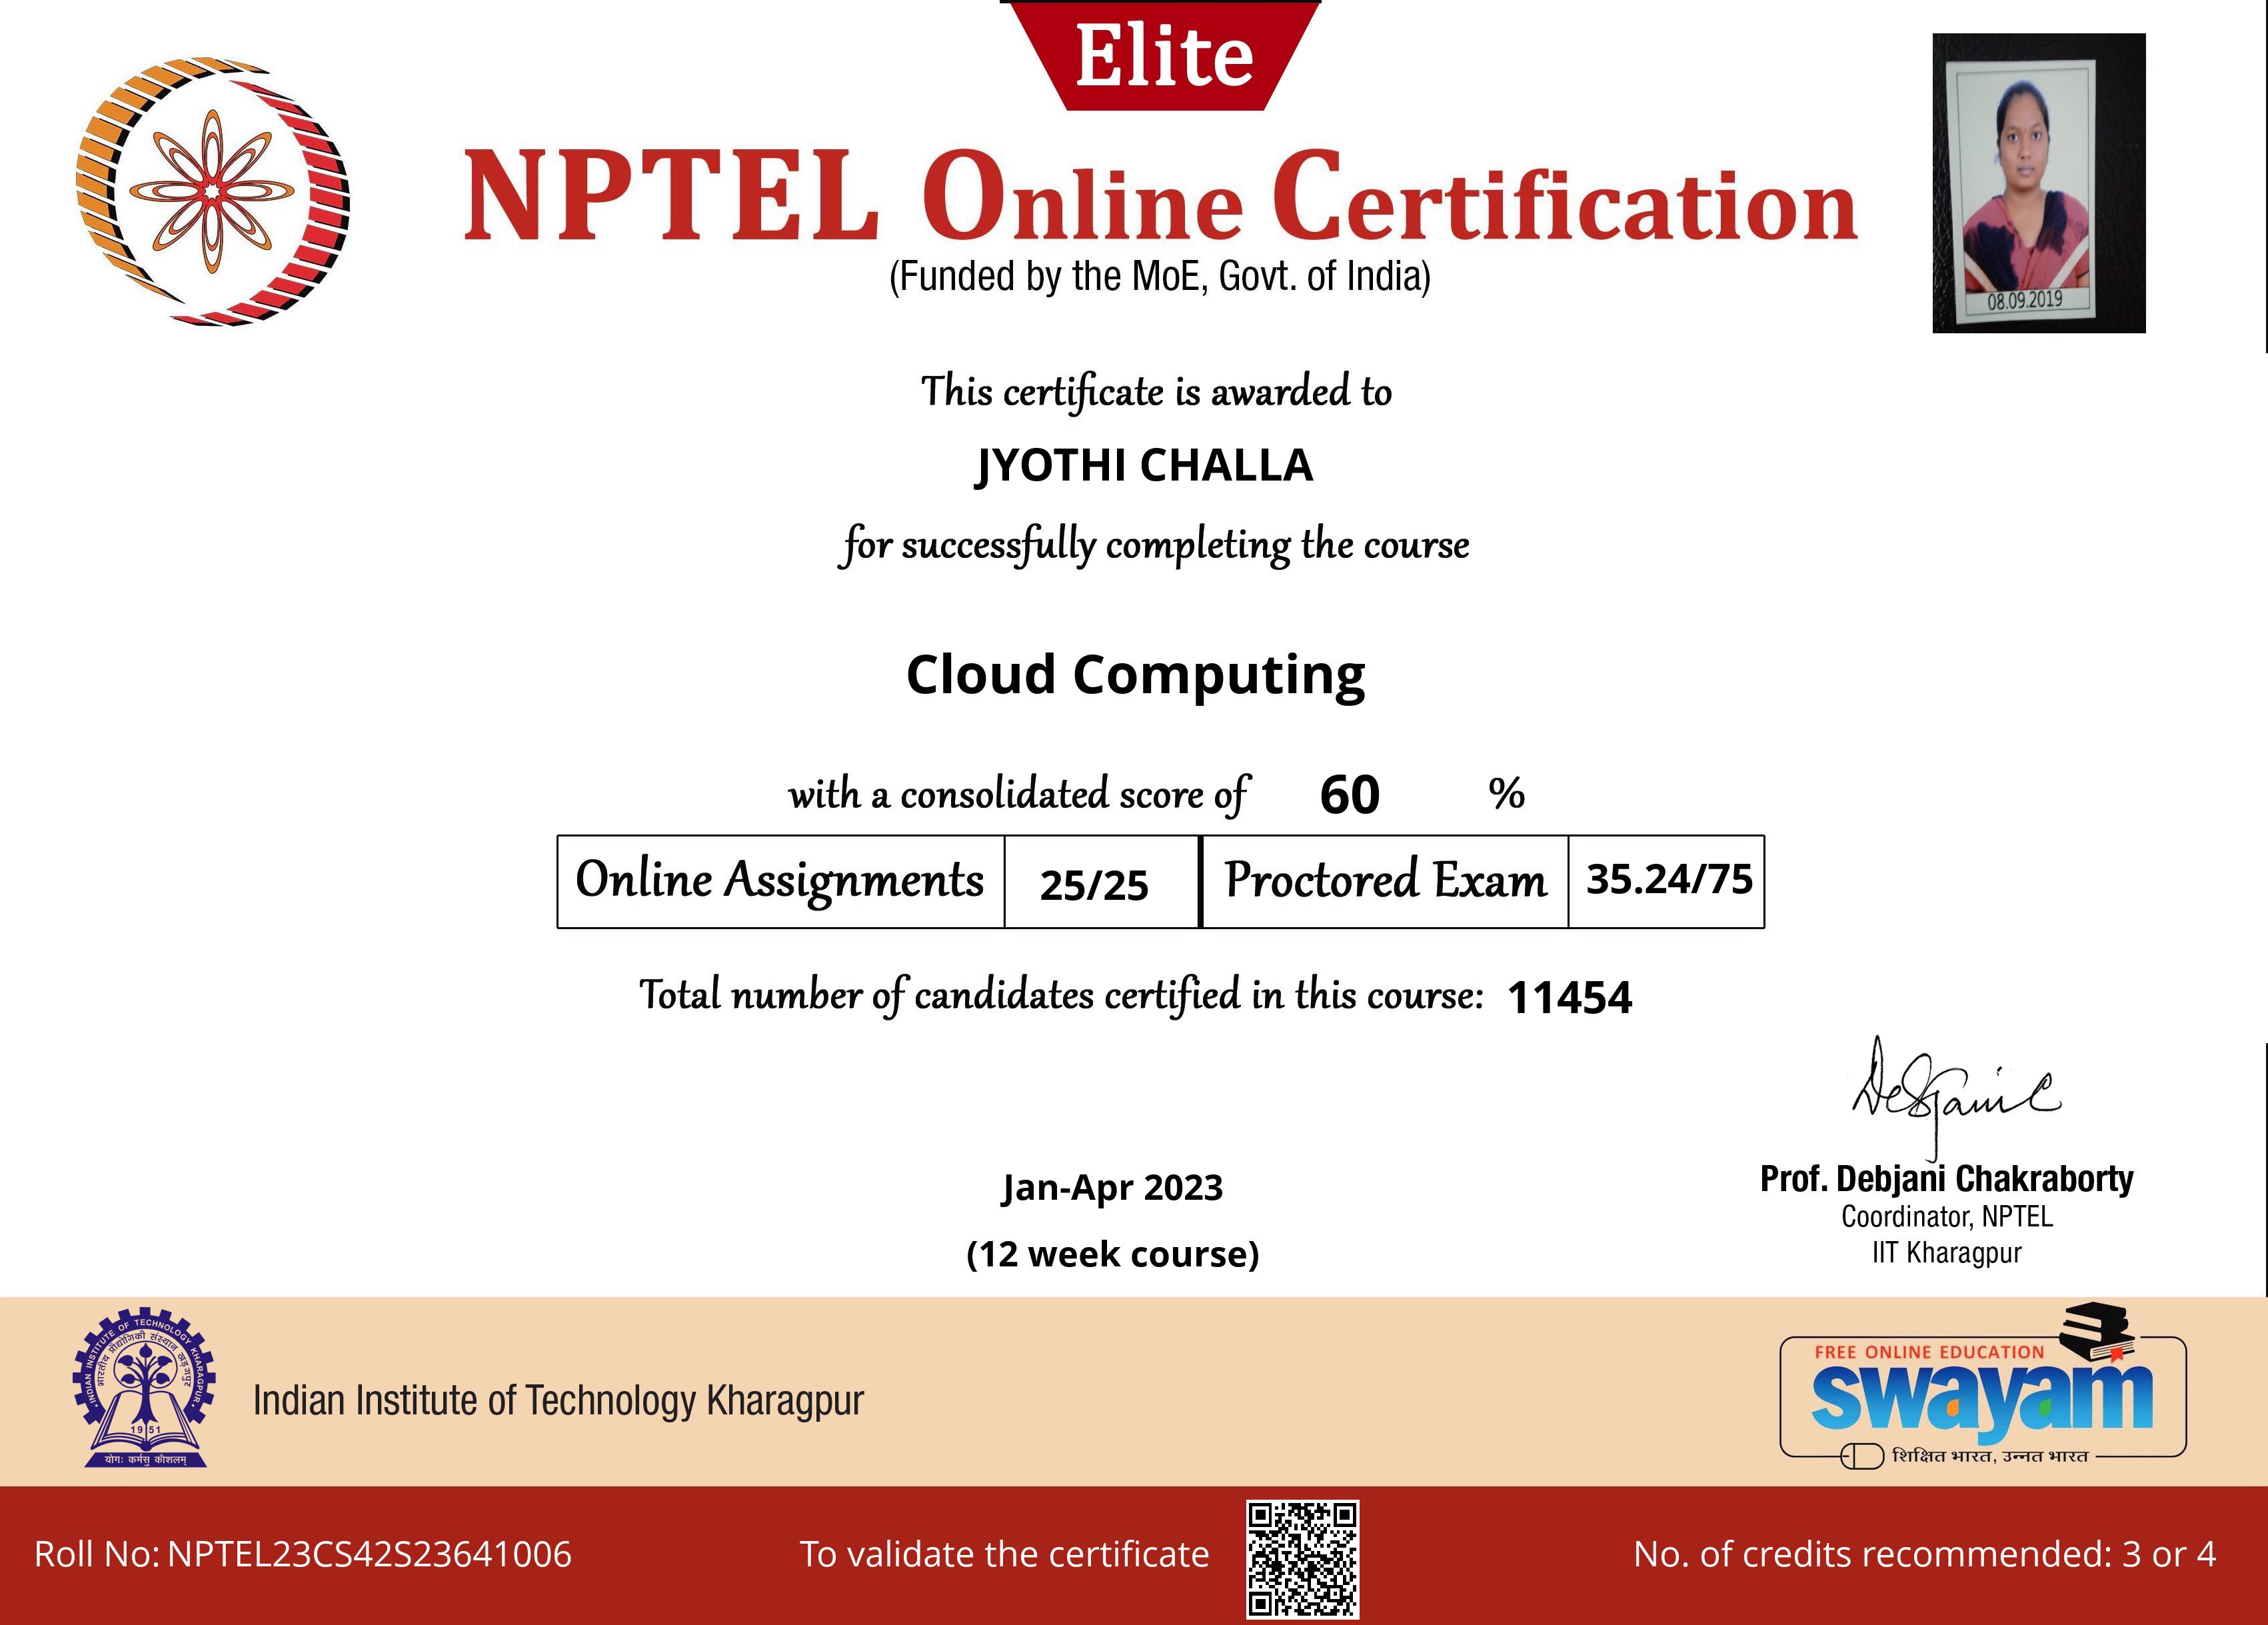 Elite
NPTEL Online Certification
(Funded by the MoE, Govt. of India)
08.09.2019
This certificate is awarded to
JYOTHI CHALLA
for successfully completing the course
Cloud Computing
with a consolidated score of 60 %
Online Assignments 25/25 Proctored Exam 35.24/75
Total number of candidates certified in this course: 11454
Debjani C
Jan-Apr 2023
(12 week course)
Prof. Debjani Chakraborty
Coordinator, NPTEL
IIT Kharagpur
INDIAN INSTITUTE OF TECHNOLOGY KHARAGPUR
भारतीय प्रौद्योगिकी संस्थान खड़गपुर
1951
योगः कर्मसु कौशलम्
Indian Institute of Technology Kharagpur
FREE ONLINE EDUCATION
swayam
शिक्षित भारत, उन्नत भारत
Roll No: NPTEL23CS42S23641006
To validate the certificate
No. of credits recommended: 3 or 4